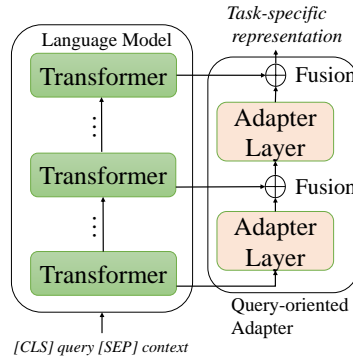 Task-specific
representation
Language Model
Transformer
Fusion
Adapter
Layer
Transformer
Fusion
Adapter
Layer
Transformer
Query-oriented
Adapter
[CLS] query [SEP] context